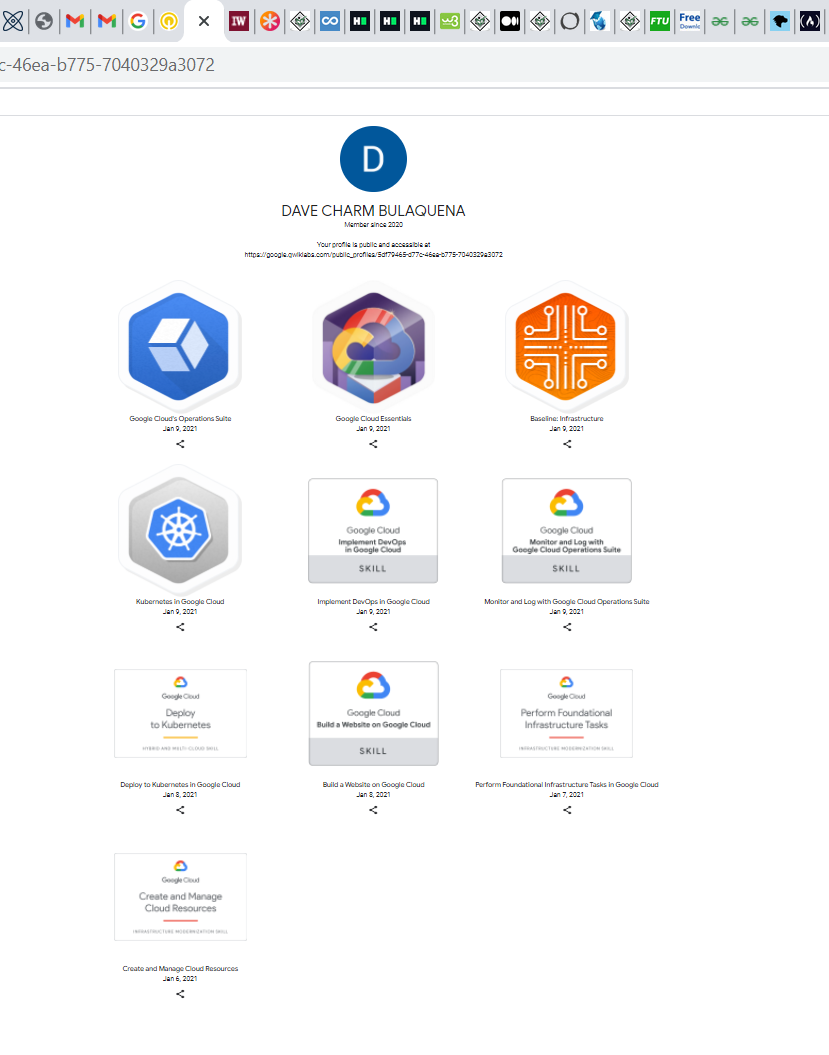 IW
H
H
H
w3
FTU
Free
c-46ea-b775-7040329a3072
D
DAVE CHARM BULAQUENA
Member since 2020
Your profile is public and accessible at
https://google.qwiklabs.com/public_profiles/5df79465-d77c-46ea-b775-7040329a3072
Google Cloud's Operations Suite
Jan 9, 2021
Google Cloud Essentials
Jan 9, 2021
Baseline: Infrastructure
Jan 9, 2021
Kubernetes in Google Cloud
Jan 9, 2021
Google Cloud
Implement DevOps
in Google Cloud
SKILL
Implement DevOps in Google Cloud
Jan 9, 2021
Google Cloud
Monitor and Log with
Google Cloud Operations Suite
SKILL
Monitor and Log with Google Cloud Operations Suite
Jan 9, 2021
Google Cloud
Deploy
to Kubernetes
HYBRID AND MULTI-CLOUD SKILL
Deploy to Kubernetes in Google Cloud
Jan 8, 2021
Google Cloud
Build a Website on Google Cloud
SKILL
Build a Website on Google Cloud
Jan 8, 2021
Google Cloud
Perform Foundational
Infrastructure Tasks
INFRASTRUCTURE MODERNIZATION SKILL
Perform Foundational Infrastructure Tasks in Google Cloud
Jan 7, 2021
Google Cloud
Create and Manage
Cloud Resources
INFRASTRUCTURE MODERNIZATION SKILL
Create and Manage Cloud Resources
Jan 6, 2021